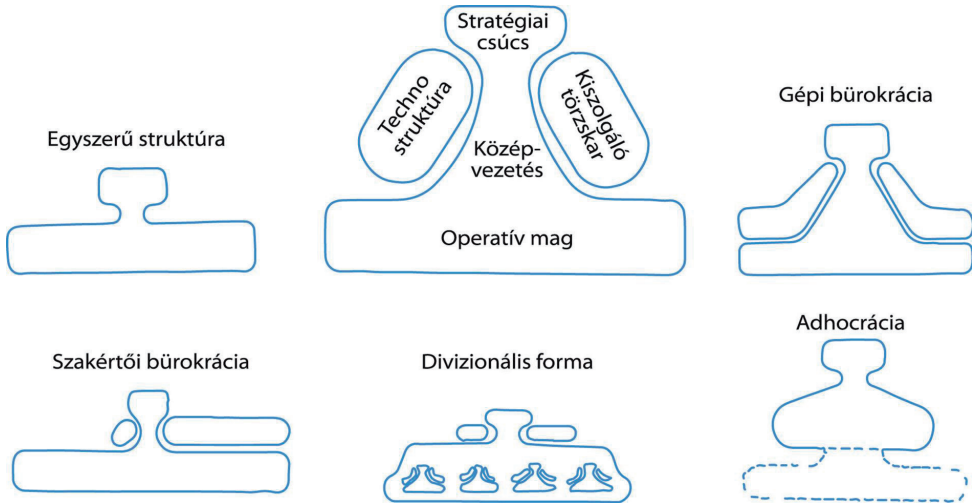 Stratégiai
csúcs
Techno
struktúra
Kiszolgáló
törzskar
Közép-
vezetés
Operatív mag
Egyszerű struktúra
Gépi bürokrácia
Szakértői bürokrácia
Divizionális forma
Adhocrácia